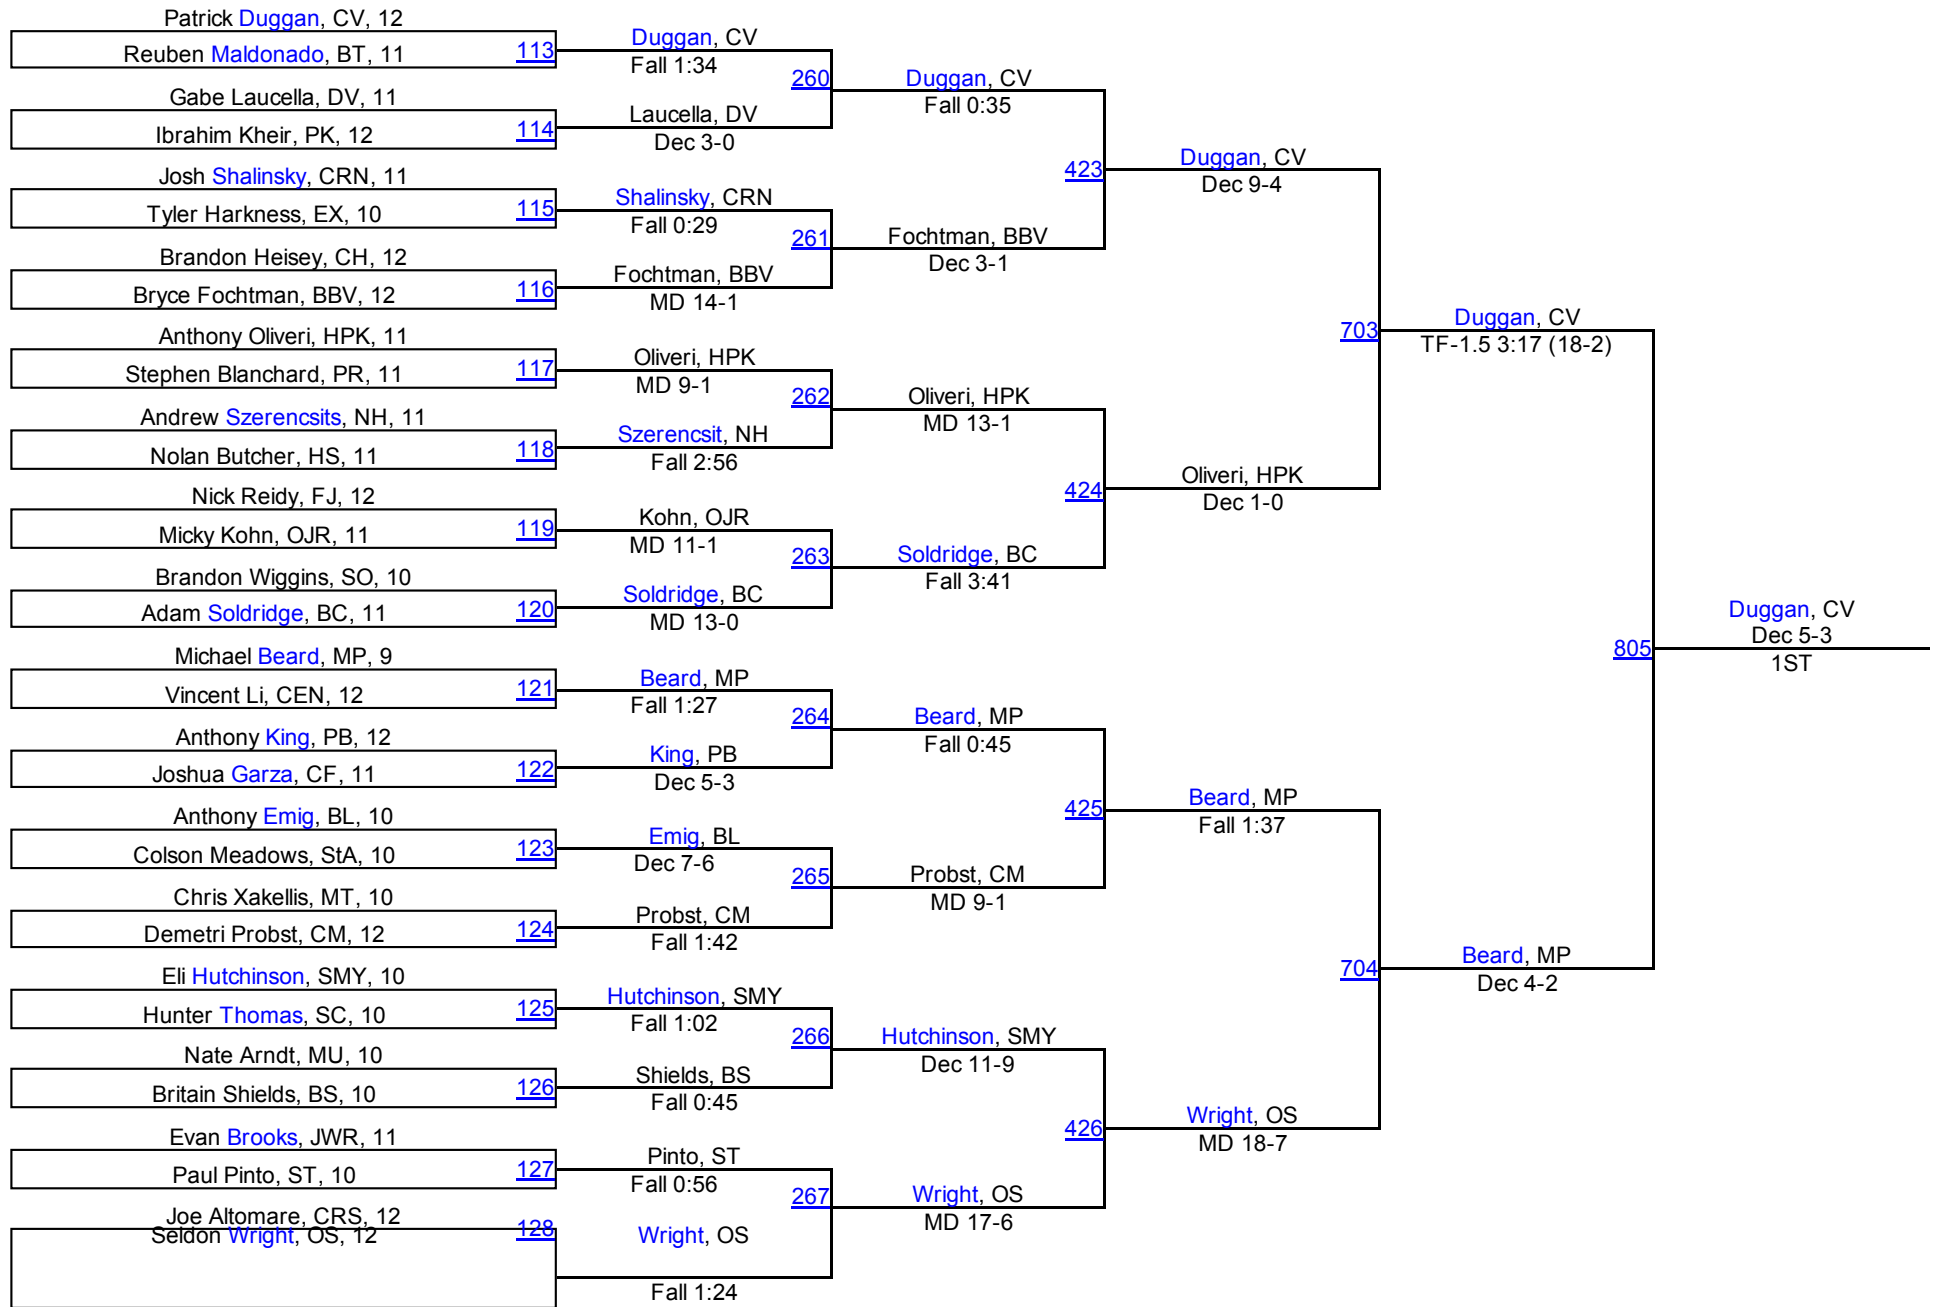 Patrick Duggan, CV, 12
Reuben Maldonado, BT, 11
113
Gabe Laucella, DV, 11
Ibrahim Kheir, PK, 12
114
Josh Shalinsky, CRN, 11
Tyler Harkness, EX, 10
115
Brandon Heisey, CH, 12
Bryce Fochtman, BBV, 12
116
Anthony Oliveri, HPK, 11
Stephen Blanchard, PR, 11
117
Andrew Szerencsits, NH, 11
Nolan Butcher, HS, 11
118
Nick Reidy, FJ, 12
Micky Kohn, OJR, 11
119
Brandon Wiggins, SO, 10
Adam Soldridge, BC, 11
120
Michael Beard, MP, 9
Vincent Li, CEN, 12
121
Anthony King, PB, 12
Joshua Garza, CF, 11
122
Anthony Emig, BL, 10
Colson Meadows, StA, 10
123
Chris Xakellis, MT, 10
Demetri Probst, CM, 12
124
Eli Hutchinson, SMY, 10
Hunter Thomas, SC, 10
125
Nate Arndt, MU, 10
Britain Shields, BS, 10
126
Evan Brooks, JWR, 11
Paul Pinto, ST, 10
127
Joe Altomare, CRS, 12
Seldon Wright, OS, 12
128
Duggan, CV
Fall 1:34
260
Laucella, DV
Dec 3-0
Shalinsky, CRN
Fall 0:29
261
Fochtman, BBV
MD 14-1
Oliveri, HPK
MD 9-1
262
Szerencsit, NH
Fall 2:56
Kohn, OJR
MD 11-1
263
Soldridge, BC
MD 13-0
Beard, MP
Fall 1:27
264
King, PB
Dec 5-3
Emig, BL
Dec 7-6
265
Probst, CM
Fall 1:42
Hutchinson, SMY
Fall 1:02
266
Shields, BS
Fall 0:45
Pinto, ST
Fall 0:56
267
Wright, OS
Fall 1:24
Duggan, CV
Fall 0:35
423
Fochtman, BBV
Dec 3-1
Oliveri, HPK
MD 13-1
424
Soldridge, BC
Fall 3:41
Beard, MP
Fall 0:45
425
Probst, CM
MD 9-1
Hutchinson, SMY
Dec 11-9
426
Wright, OS
MD 17-6
Duggan, CV
Dec 9-4
703
Oliveri, HPK
Dec 1-0
Beard, MP
Fall 1:37
704
Wright, OS
MD 18-7
Duggan, CV
TF-1.5 3:17 (18-2)
805
Beard, MP
Dec 4-2
Duggan, CV
Dec 5-3
1ST